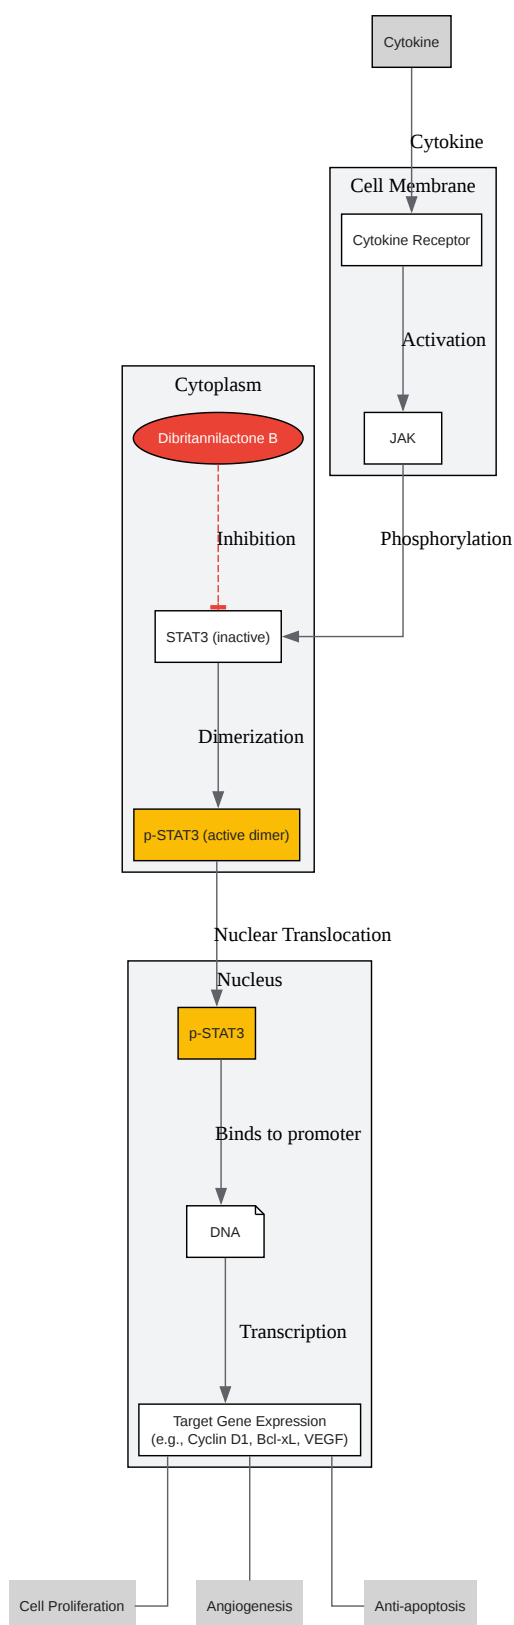 Cytokine
Cytokine
Cell Membrane
Cytokine Receptor
Activation
JAK
Phosphorylation
Cytoplasm
Dibritannilactone B
Inhibition
STAT3 (inactive)
Dimerization
p-STAT3 (active dimer)
Nuclear Translocation
Nucleus
p-STAT3
Binds to promoter
DNA
Transcription
Target Gene Expression
(e.g., Cyclin D1, Bcl-xL, VEGF)
Cell Proliferation
Angiogenesis
Anti-apoptosis